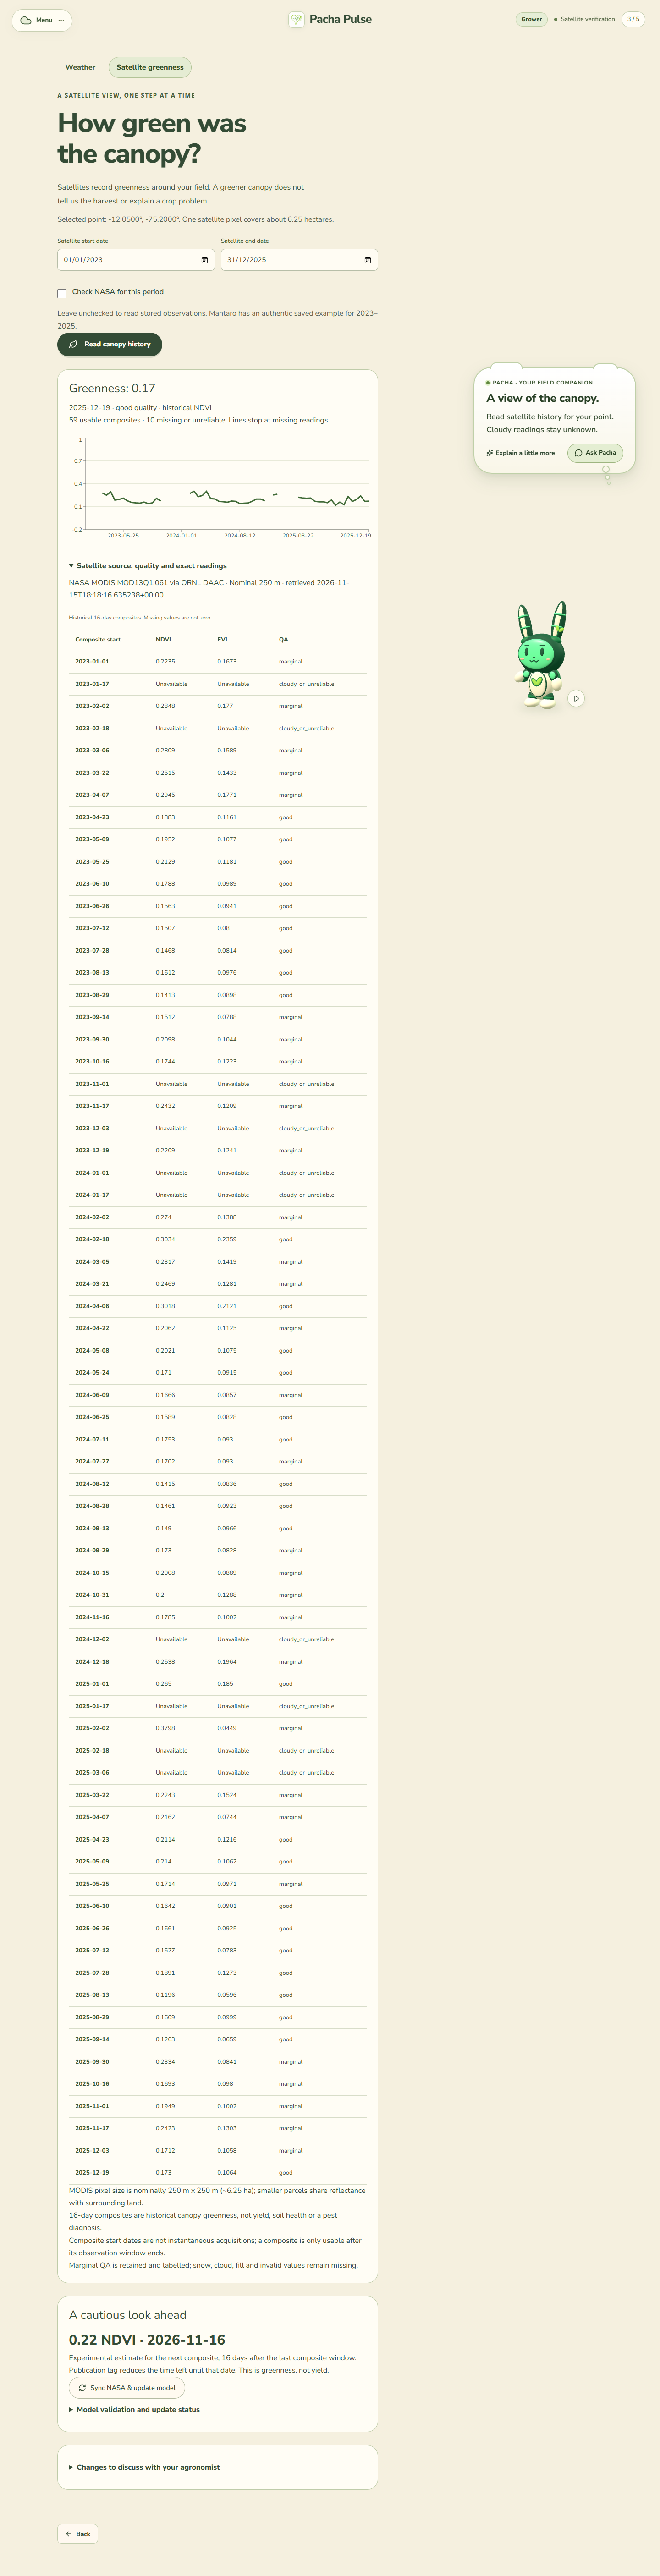 Menu ···
Pacha Pulse
Grower
Satellite verification
3 / 5
Weather
Satellite greenness
A SATELLITE VIEW, ONE STEP AT A TIME
How green was
the canopy?
Satellites record greenness around your field. A greener canopy does not
tell us the harvest or explain a crop problem.
Selected point: -12.0500°, -75.2000°. One satellite pixel covers about 6.25 hectares.
Satellite start date
Satellite end date
01/01/2023
31/12/2025
Check NASA for this period
Leave unchecked to read stored observations. Mantaro has an authentic saved example for 2023–
2025.
Read canopy history
PACHA · YOUR FIELD COMPANION
A view of the canopy.
Read satellite history for your point.
Cloudy readings stay unknown.
Explain a little more
Ask Pacha
Greenness: 0.17
2025-12-19 · good quality · historical NDVI
59 usable composites · 10 missing or unreliable. Lines stop at missing readings.
1
0.7
0.4
0.1
-0.2
2023-05-25
2024-01-01
2024-08-12
2025-03-22
2025-12-19
▼ Satellite source, quality and exact readings
NASA MODIS MOD13Q1.061 via ORNL DAAC · Nominal 250 m · retrieved 2026-11-
15T18:18:16.635238+00:00
Historical 16-day composites. Missing values are not zero.
Composite start NDVI EVI QA
2023-01-01 0.2235 0.1673 marginal
2023-01-17 Unavailable Unavailable cloudy_or_unreliable
2023-02-02 0.2848 0.177 marginal
2023-02-18 Unavailable Unavailable cloudy_or_unreliable
2023-03-06 0.2809 0.1589 marginal
2023-03-22 0.2515 0.1433 marginal
2023-04-07 0.2945 0.1771 marginal
2023-04-23 0.1883 0.1161 good
2023-05-09 0.1952 0.1077 good
2023-05-25 0.2129 0.1181 good
2023-06-10 0.1788 0.0989 good
2023-06-26 0.1563 0.0941 good
2023-07-12 0.1507 0.08 good
2023-07-28 0.1468 0.0814 good
2023-08-13 0.1612 0.0976 good
2023-08-29 0.1413 0.0898 good
2023-09-14 0.1512 0.0788 marginal
2023-09-30 0.2098 0.1044 marginal
2023-10-16 0.1744 0.1223 marginal
2023-11-01 Unavailable Unavailable cloudy_or_unreliable
2023-11-17 0.2432 0.1209 marginal
2023-12-03 Unavailable Unavailable cloudy_or_unreliable
2023-12-19 0.2209 0.1241 marginal
2024-01-01 Unavailable Unavailable cloudy_or_unreliable
2024-01-17 Unavailable Unavailable cloudy_or_unreliable
2024-02-02 0.274 0.1388 marginal
2024-02-18 0.3034 0.2359 good
2024-03-05 0.2317 0.1419 marginal
2024-03-21 0.2469 0.1281 marginal
2024-04-06 0.3018 0.2121 good
2024-04-22 0.2062 0.1125 marginal
2024-05-08 0.2021 0.1075 good
2024-05-24 0.171 0.0915 good
2024-06-09 0.1666 0.0857 marginal
2024-06-25 0.1589 0.0828 good
2024-07-11 0.1753 0.093 good
2024-07-27 0.1702 0.093 marginal
2024-08-12 0.1415 0.0836 good
2024-08-28 0.1461 0.0923 good
2024-09-13 0.149 0.0966 good
2024-09-29 0.173 0.0828 marginal
2024-10-15 0.2008 0.0889 marginal
2024-10-31 0.2 0.1288 marginal
2024-11-16 0.1785 0.1002 marginal
2024-12-02 Unavailable Unavailable cloudy_or_unreliable
2024-12-18 0.2538 0.1964 marginal
2025-01-01 0.265 0.185 good
2025-01-17 Unavailable Unavailable cloudy_or_unreliable
2025-02-02 0.3798 0.0449 marginal
2025-02-18 Unavailable Unavailable cloudy_or_unreliable
2025-03-06 Unavailable Unavailable cloudy_or_unreliable
2025-03-22 0.2243 0.1524 marginal
2025-04-07 0.2162 0.0744 marginal
2025-04-23 0.2114 0.1216 good
2025-05-09 0.214 0.1062 good
2025-05-25 0.1714 0.0971 marginal
2025-06-10 0.1642 0.0901 good
2025-06-26 0.1661 0.0925 good
2025-07-12 0.1527 0.0783 good
2025-07-28 0.1891 0.1273 good
2025-08-13 0.1196 0.0596 good
2025-08-29 0.1609 0.0999 good
2025-09-14 0.1263 0.0659 good
2025-09-30 0.2334 0.0841 marginal
2025-10-16 0.1693 0.098 marginal
2025-11-01 0.1949 0.1002 marginal
2025-11-17 0.2423 0.1303 marginal
2025-12-03 0.1712 0.1058 marginal
2025-12-19 0.173 0.1064 good
MODIS pixel size is nominally 250 m x 250 m (~6.25 ha); smaller parcels share reflectance
with surrounding land.
16-day composites are historical canopy greenness, not yield, soil health or a pest
diagnosis.
Composite start dates are not instantaneous acquisitions; a composite is only usable after
its observation window ends.
Marginal QA is retained and labelled; snow, cloud, fill and invalid values remain missing.
A cautious look ahead
0.22 NDVI · 2026-11-16
Experimental estimate for the next composite, 16 days after the last composite window.
Publication lag reduces the time left until that date. This is greenness, not yield.
Sync NASA & update model
▶ Model validation and update status
▶ Changes to discuss with your agronomist
← Back